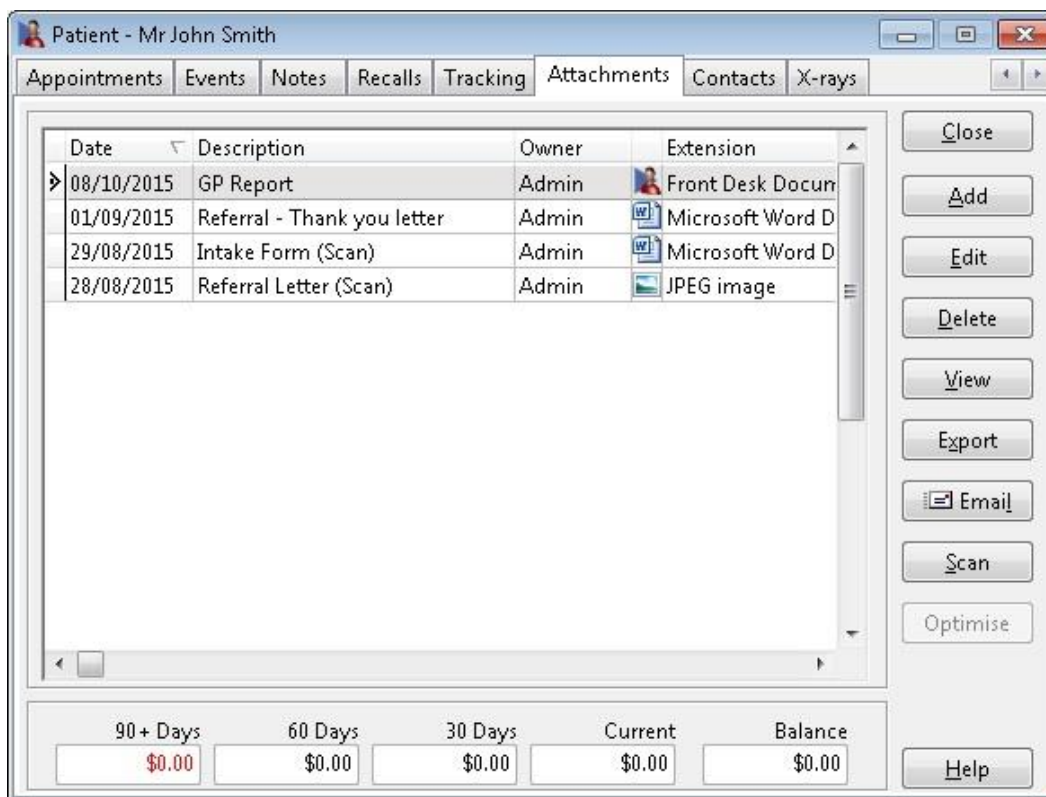 Patient - Mr John Smith
Appointments Events Notes Recalls Tracking Attachments Contacts X-rays
Date Description Owner Extension
08/10/2015 GP Report Admin Front Desk Docum
01/09/2015 Referral - Thank you letter Admin Microsoft Word D
29/08/2015 Intake Form (Scan) Admin Microsoft Word D
28/08/2015 Referral Letter (Scan) Admin JPEG image
Close
Add
Edit
Delete
View
Export
Email
Scan
Optimise
90+ Days 60 Days 30 Days Current Balance
$0.00 $0.00 $0.00 $0.00 $0.00
Help